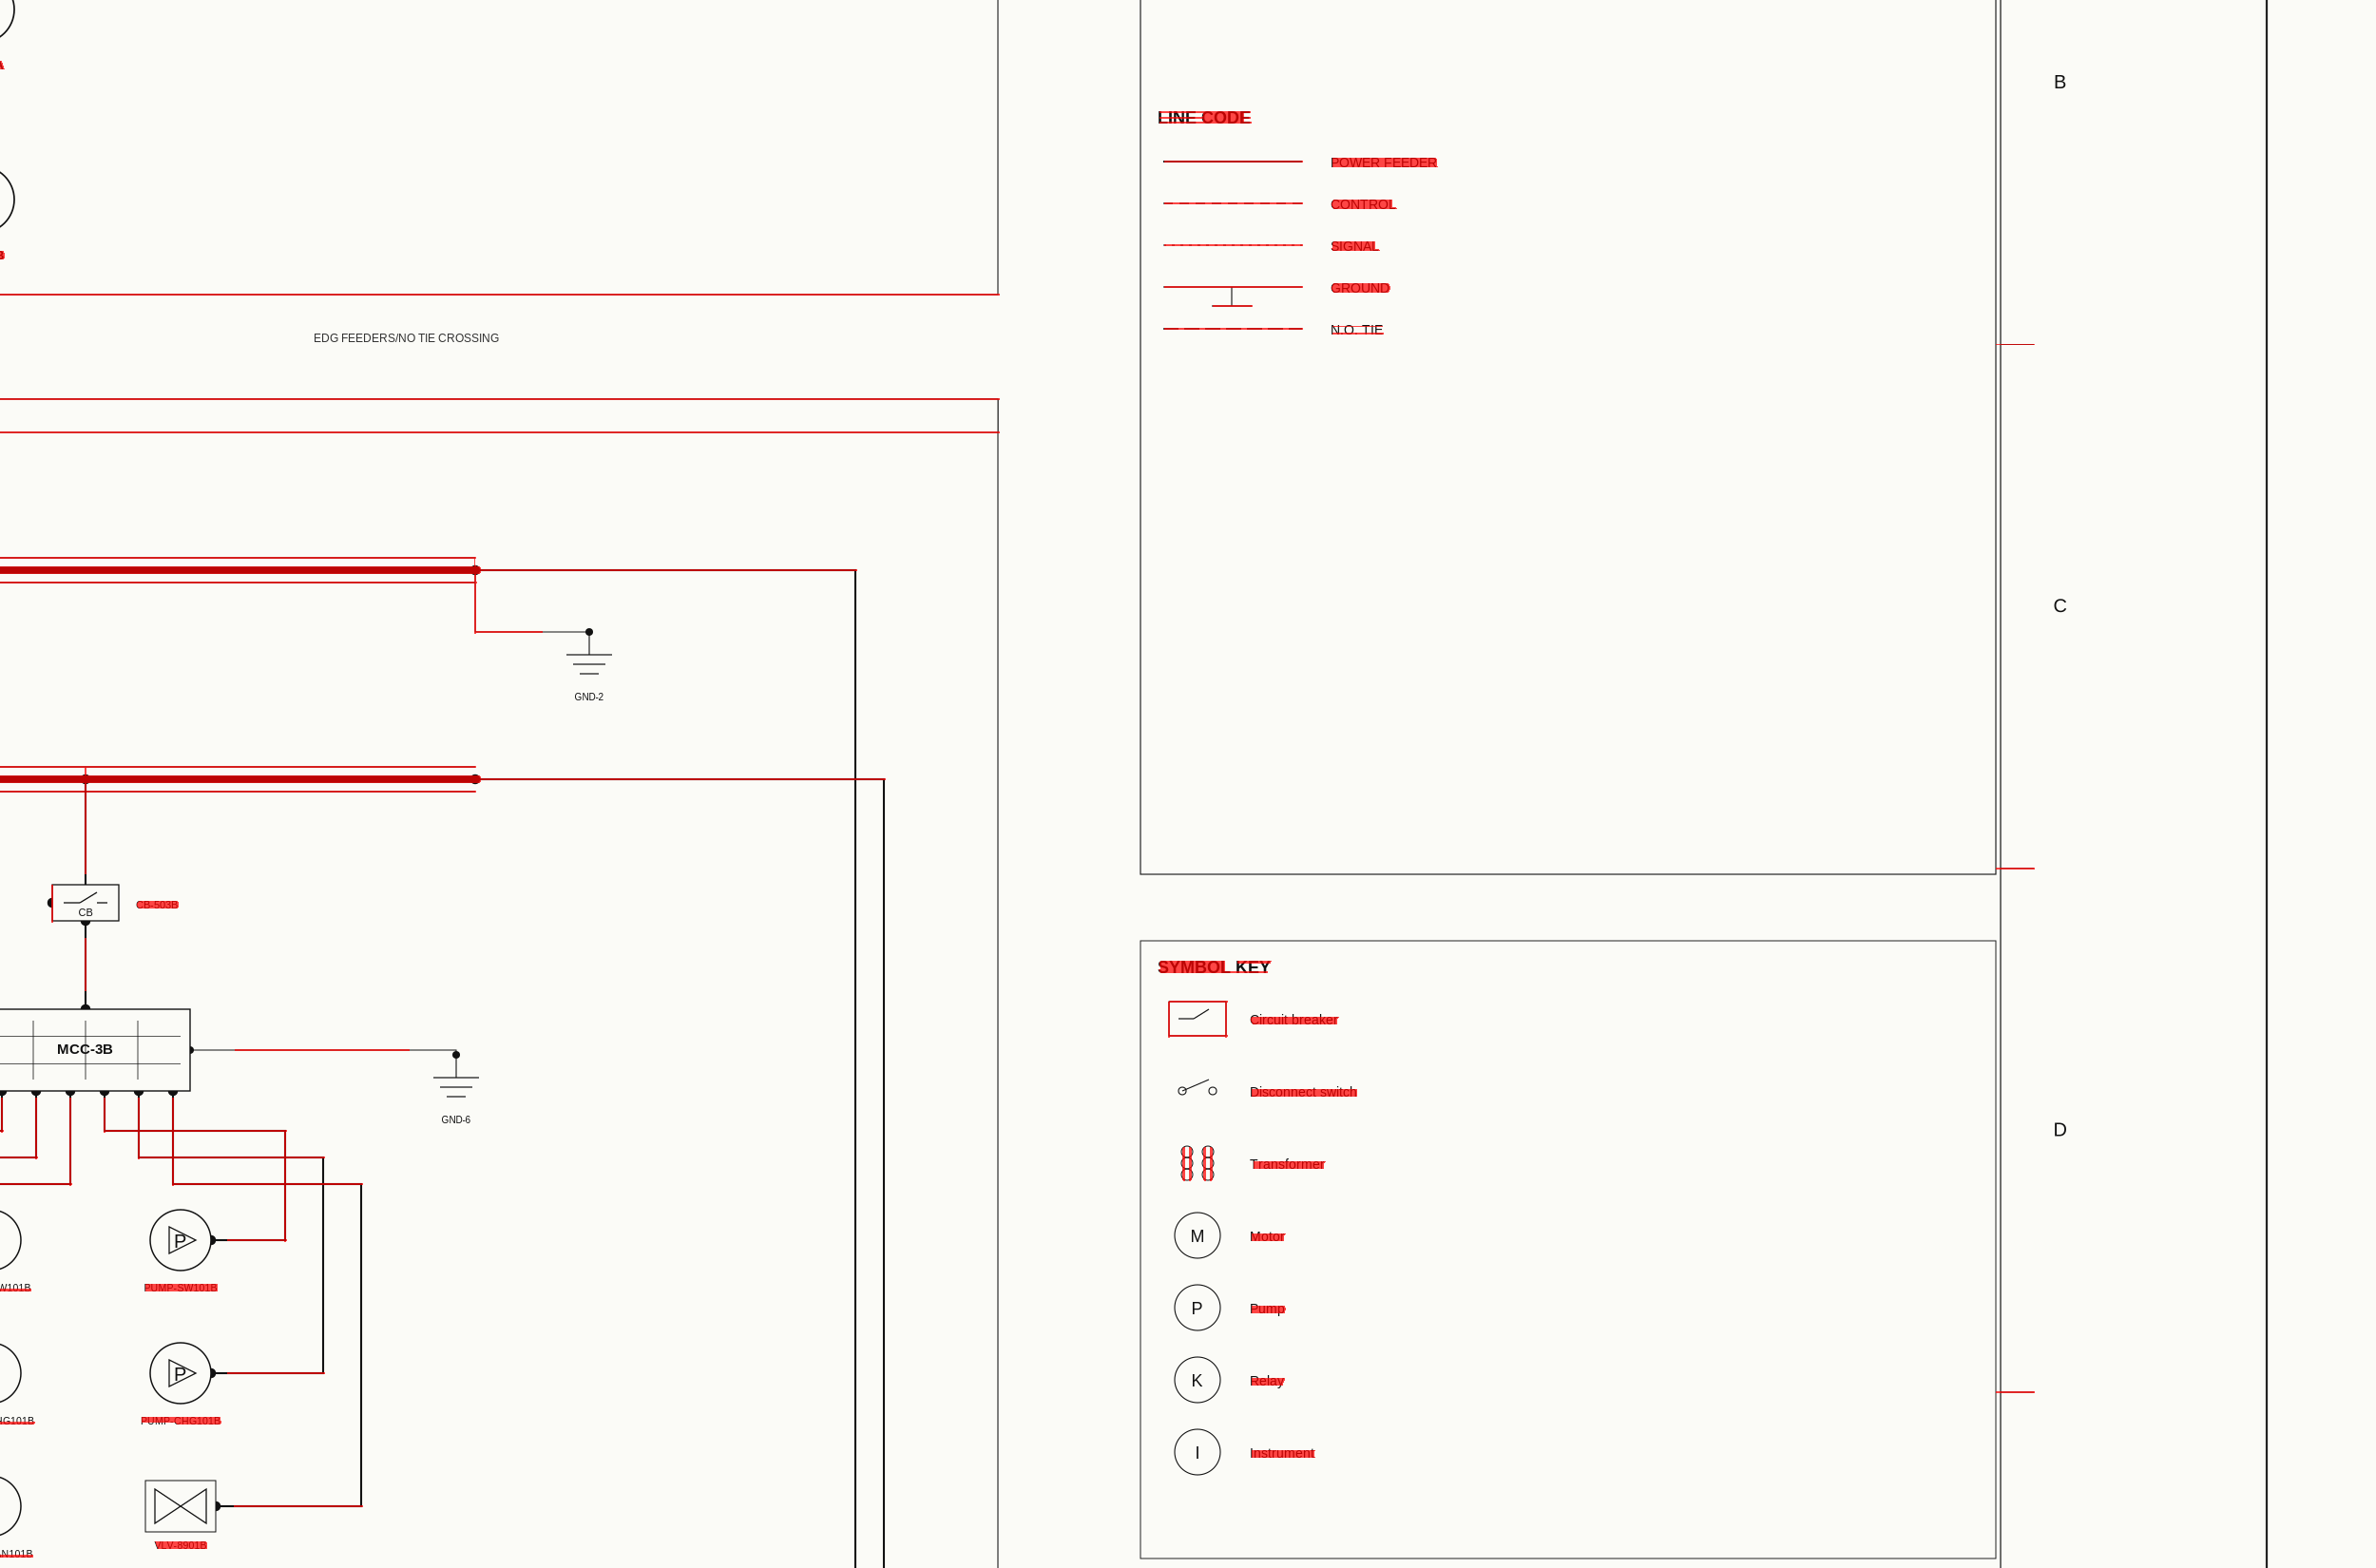 B
LINE CODE
POWER FEEDER
CONTROL
SIGNAL
GROUND
N.O. TIE
EDG FEEDERS/NO TIE CROSSING
C
GND-2
CB
CB-503B
SYMBOL KEY
Circuit breaker
MCC-3B
Disconnect switch
GND-6
D
Transformer
M Motor
P
PUMP-SW101B
P Pump
P
PUMP-CHG101B
K Relay
I Instrument
VLV-8901B